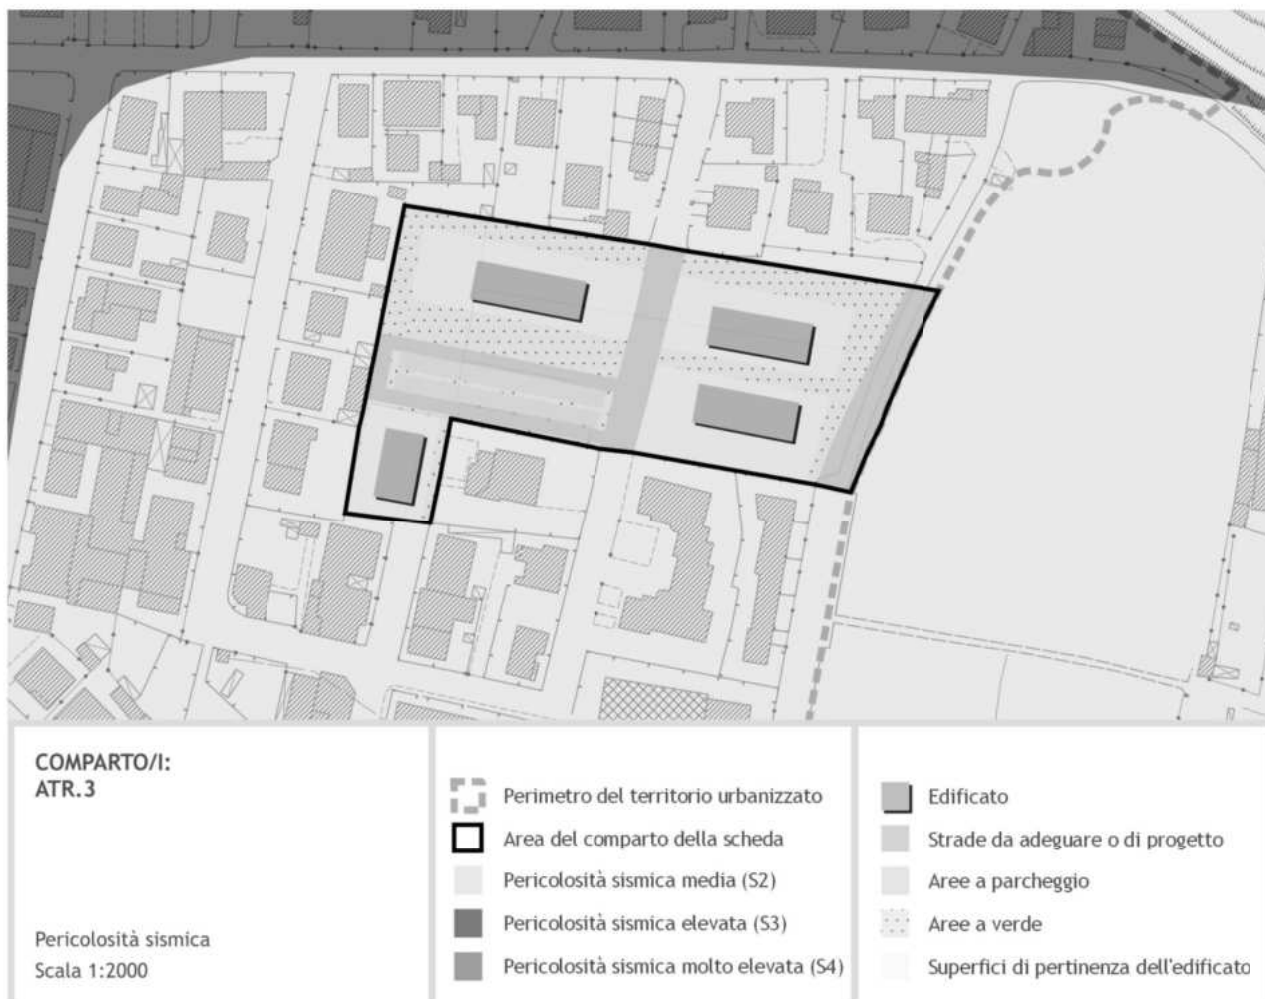 COMPARTO/I:
ATR.3
Pericolosità sismica
Scala 1:2000
Perimetro del territorio urbanizzato
Area del comparto della scheda
Pericolosità sismica media (S2)
Pericolosità sismica elevata (S3)
Pericolosità sismica molto elevata (S4)
Edificato
Strade da adeguare o di progetto
Aree a parcheggio
Aree a verde
Superfici di pertinenza dell'edificato